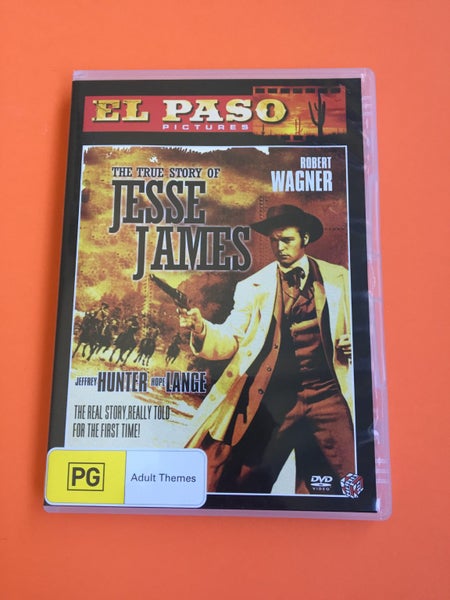 EL PASO
PICTURES
ROBERT
WAGNER
THE TRUE STORY OF
JESSE
JAMES
JEFFREY HUNTER HOPE LANGE
THE REAL STORY, REALLY TOLD
FOR THE FIRST TIME!
PG
Adult Themes
DVD
VIDEO